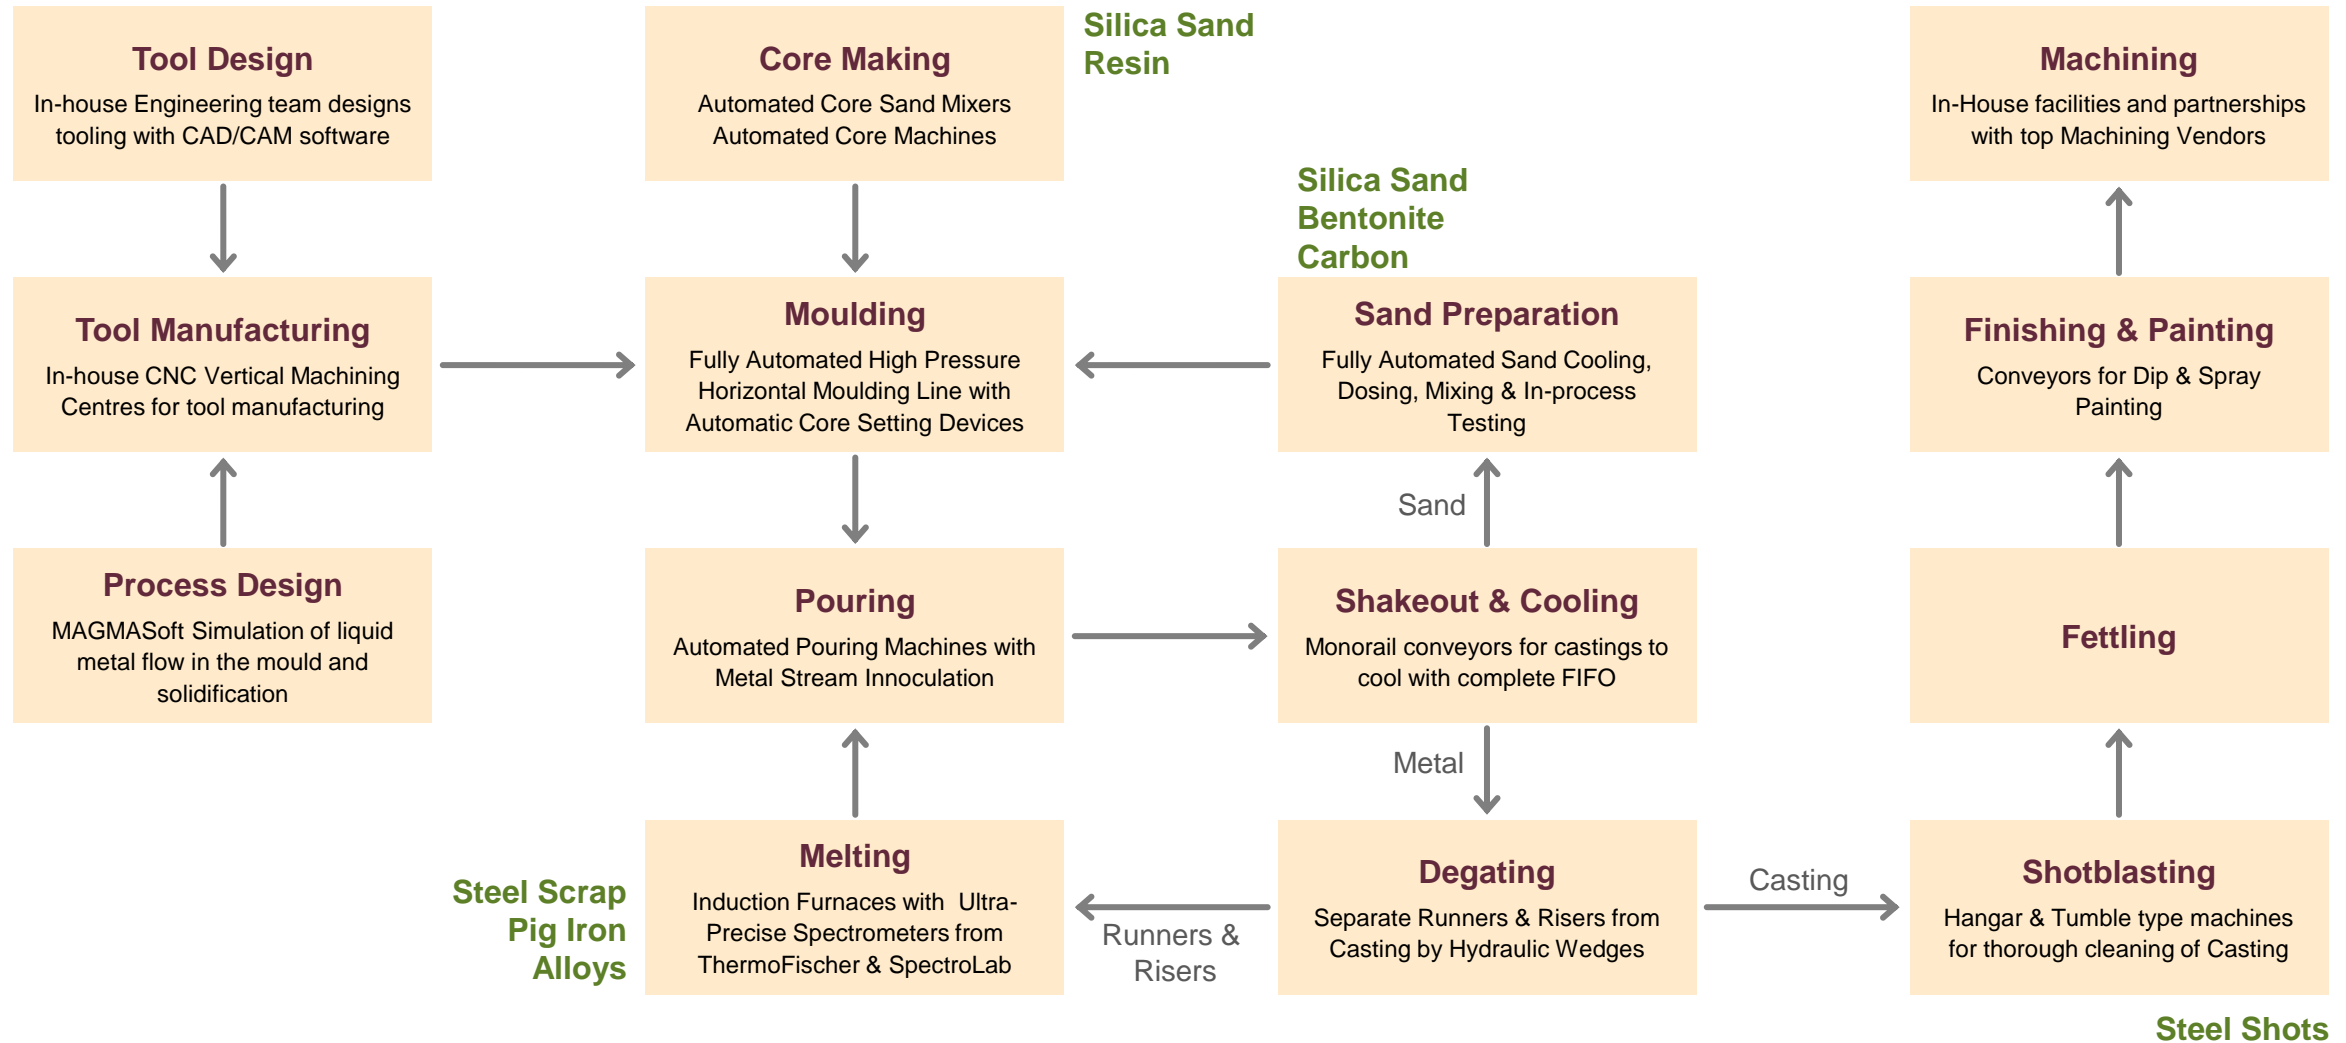 Tool Design
In-house Engineering team designs
tooling with CAD/CAM software
Core Making
Automated Core Sand Mixers
Automated Core Machines
Silica Sand
Resin
Machining
In-House facilities and partnerships
with top Machining Vendors
Silica Sand
Bentonite
Carbon
Tool Manufacturing
In-house CNC Vertical Machining
Centres for tool manufacturing
Moulding
Fully Automated High Pressure
Horizontal Moulding Line with
Automatic Core Setting Devices
Sand Preparation
Fully Automated Sand Cooling,
Dosing, Mixing & In-process
Testing
Finishing & Painting
Conveyors for Dip & Spray
Painting
Sand
Process Design
MAGMASoft Simulation of liquid
metal flow in the mould and
solidification
Pouring
Automated Pouring Machines with
Metal Stream Innoculation
Shakeout & Cooling
Monorail conveyors for castings to
cool with complete FIFO
Fettling
Metal
Steel Scrap
Pig Iron
Alloys
Melting
Induction Furnaces with  Ultra-
Precise Spectrometers from
ThermoFischer & SpectroLab
Runners &
Risers
Degating
Separate Runners & Risers from
Casting by Hydraulic Wedges
Casting
Shotblasting
Hangar & Tumble type machines
for thorough cleaning of Casting
Steel Shots